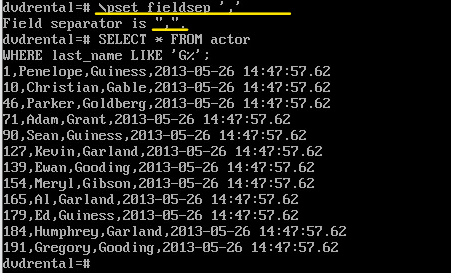 dvdrental=# \pset fieldsep ','
Field separator is ",".
dvdrental=# SELECT * FROM actor
WHERE last_name LIKE 'G%';
1,Penelope,Guiness,2013-05-26 14:47:57.62
10,Christian,Gable,2013-05-26 14:47:57.62
46,Parker,Goldberg,2013-05-26 14:47:57.62
71,Adam,Grant,2013-05-26 14:47:57.62
90,Sean,Guiness,2013-05-26 14:47:57.62
127,Kevin,Garland,2013-05-26 14:47:57.62
139,Ewan,Gooding,2013-05-26 14:47:57.62
154,Meryl,Gibson,2013-05-26 14:47:57.62
165,Al,Garland,2013-05-26 14:47:57.62
179,Ed,Guiness,2013-05-26 14:47:57.62
184,Humphrey,Garland,2013-05-26 14:47:57.62
191,Gregory,Gooding,2013-05-26 14:47:57.62
dvdrental=#